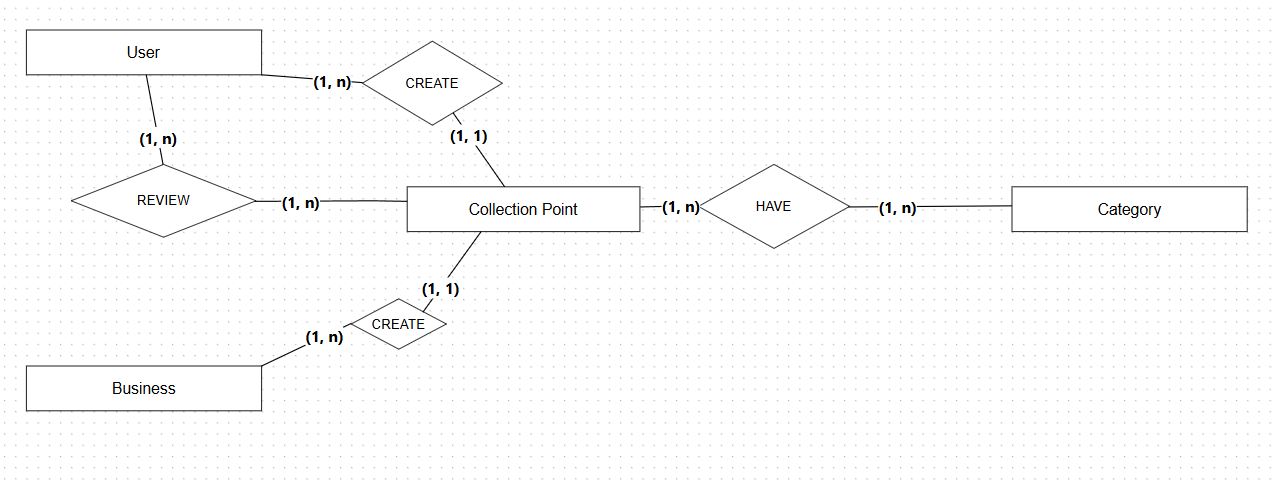 User
(1, n)
CREATE
(1, n)
(1, 1)
REVIEW
(1, n)
Collection Point
(1, n)
HAVE
(1, n)
Category
(1, 1)
CREATE
(1, n)
Business